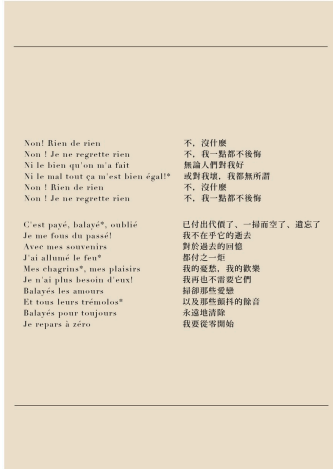 Non! Rien de rien 不，沒什麼
Non ! Je ne regrette rien 不，我一點都不後悔
Ni le bien qu'on m'a fait 無論人們對我好
Ni le mal tout ça m'est bien égal!* 或對我壞，我都無所謂
Non ! Rien de rien 不，沒什麼
Non ! Je ne regrette rien 不，我一點都不後悔
C'est payé, balayé*, oublié 已付出代價了、一掃而空了、遺忘了
Je me fous du passé! 我不在乎它的逝去
Avec mes souvenirs 對於過去的回憶
J'ai allumé le feu* 都付之一炬
Mes chagrins*, mes plaisirs 我的憂愁，我的歡樂
Je n'ai plus besoin d'eux! 我再也不需要它們
Balayés les amours 掃卻那些愛戀
Et tous leurs trémolos* 以及那些顫抖的餘音
Balayés pour toujours 永遠地清除
Je repars à zéro 我要從零開始